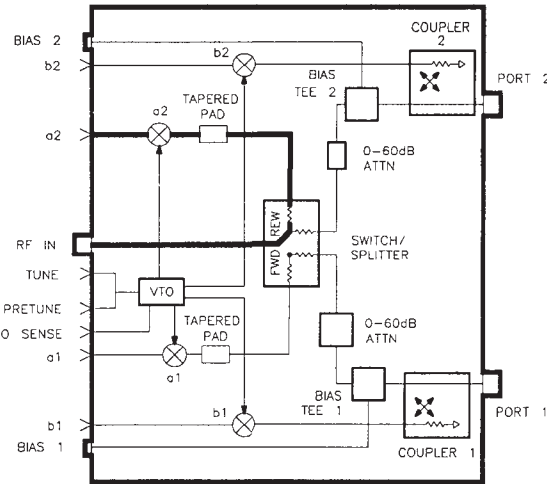 COUPLER
2
BIAS 2
b2
b2
BIAS
TEE 2
PORT 2
TAPERED
PAD
a2
a2
0-60dB
ATTN
REW
RF IN
SWITCH/
SPLITTER
FWD
TUNE
VTO
PRETUNE
TAPERED
PAD
O SENSE
0-60dB
ATTN
a1
a1
BIAS
TEE 1
PORT 1
b1
b1
BIAS 1
COUPLER 1